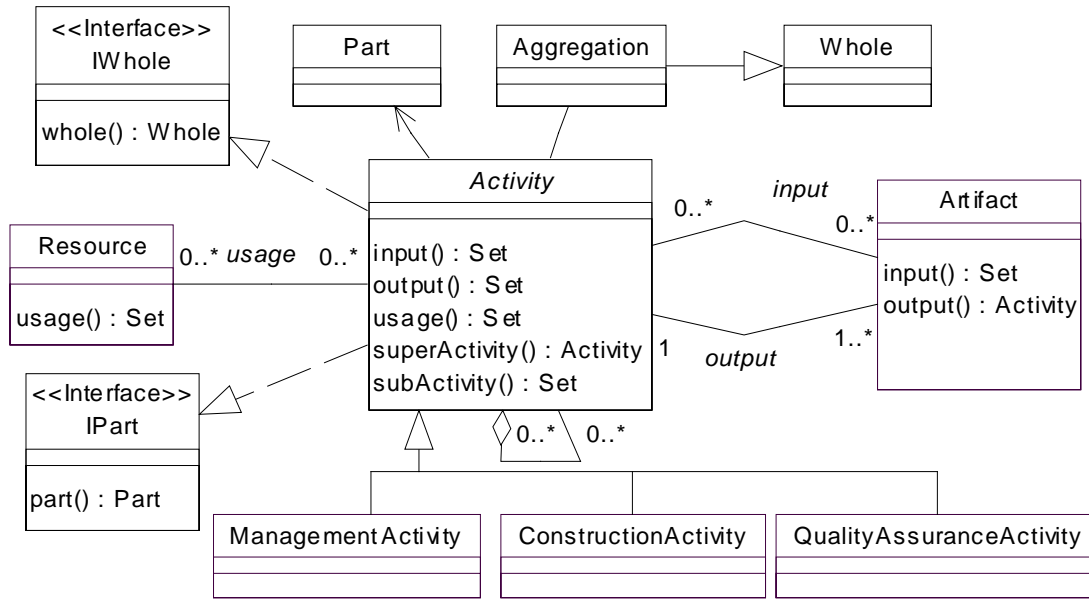 <<Interface>>
IWhole
whole() : Whole
Part
Aggregation
Whole
Activity
input() : Set
output() : Set
usage() : Set
superActivity() : Activity
subActivity() : Set
0..*
input
0..*
Artifact
input() : Set
output() : Activity
Resource
usage() : Set
0..* usage 0..*
1
output
1..*
<<Interface>>
IPart
part() : Part
0..*
0..*
ManagementActivity
ConstructionActivity
QualityAssuranceActivity